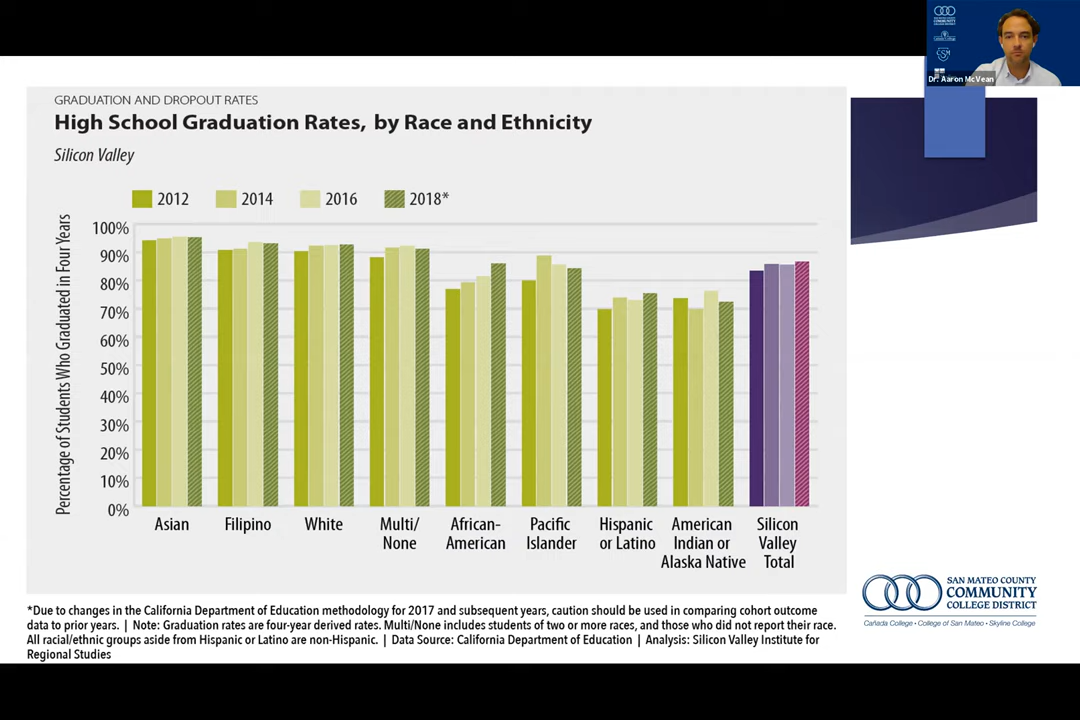 Dr. Aaron McVean
GRADUATION AND DROPOUT RATES
High School Graduation Rates, by Race and Ethnicity
Silicon Valley
2012 2014 2016 2018*
Percentage of Students Who Graduated in Four Years
100%
90%
80%
70%
60%
50%
40%
30%
20%
10%
0%
Asian Filipino White Multi/ African- Pacific Hispanic American Silicon
None American Islander or Latino Indian or Valley
Alaska Native Total
*Due to changes in the California Department of Education methodology for 2017 and subsequent years, caution should be used in comparing cohort outcome
data to prior years. | Note: Graduation rates are four-year derived rates. Multi/None includes students of two or more races, and those who did not report their race.
All racial/ethnic groups aside from Hispanic or Latino are non-Hispanic. | Data Source: California Department of Education | Analysis: Silicon Valley Institute for
Regional Studies
SAN MATEO COUNTY
COMMUNITY
COLLEGE DISTRICT
Cañada College • College of San Mateo • Skyline College